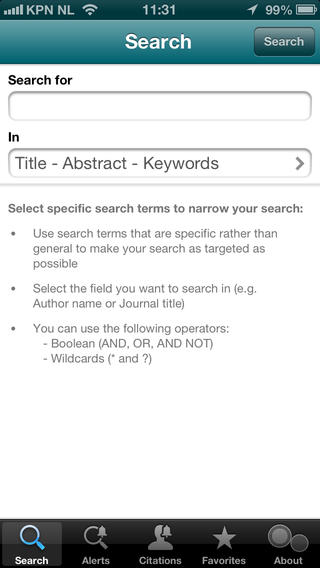 KPN NL 11:31 99%
Search Search
Search for
In
Title - Abstract - Keywords
Select specific search terms to narrow your search:
• Use search terms that are specific rather than
general to make your search as targeted as
possible
• Select the field you want to search in (e.g.
Author name or Journal title)
• You can use the following operators:
- Boolean (AND, OR, AND NOT)
- Wildcards (* and ?)
Search Alerts Citations Favorites About